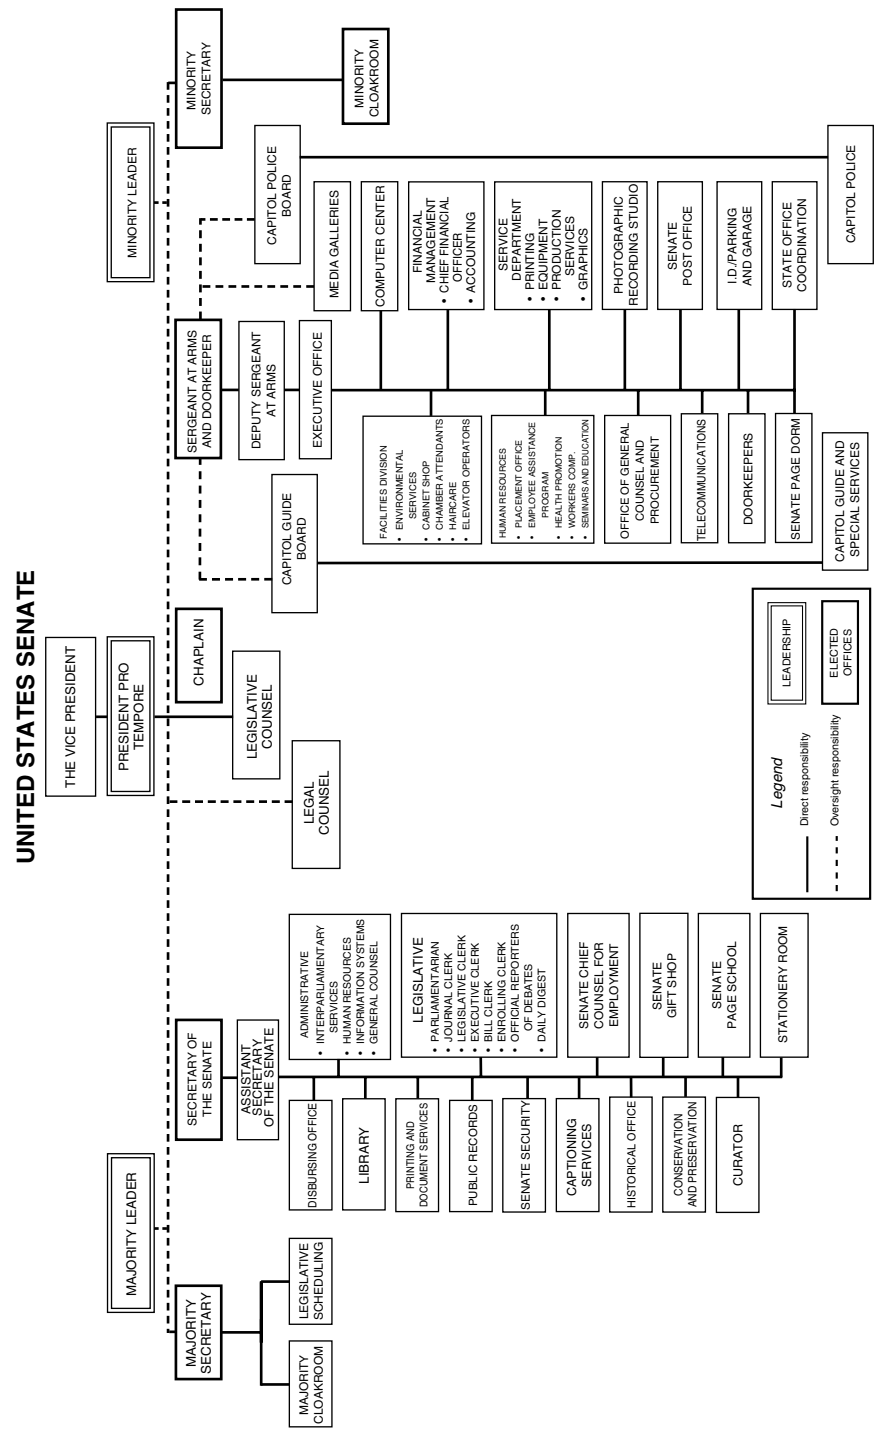 UNITED STATES SENATE
THE VICE PRESIDENT
MAJORITY LEADER
PRESIDENT PRO
TEMPORE
MINORITY LEADER
MAJORITY
SECRETARY
SECRETARY OF
THE SENATE
CHAPLAIN
SERGEANT AT ARMS
AND DOORKEEPER
MINORITY
SECRETARY
MAJORITY
CLOAKROOM
LEGISLATIVE
SCHEDULING
ASSISTANT
SECRETARY
OF THE SENATE
DISBURSING OFFICE
LIBRARY
PRINTING AND
DOCUMENT SERVICES
PUBLIC RECORDS
SENATE SECURITY
CAPTIONING
SERVICES
HISTORICAL OFFICE
CONSERVATION
AND PRESERVATION
CURATOR
ADMINISTRATIVE
• INTERPARLIAMENTARY
SERVICES
• HUMAN RESOURCES
• INFORMATION SYSTEMS
• GENERAL COUNSEL
LEGISLATIVE
• PARLIAMENTARIAN
• JOURNAL CLERK
• LEGISLATIVE CLERK
• EXECUTIVE CLERK
• BILL CLERK
• ENROLLING CLERK
• OFFICIAL REPORTERS
OF DEBATES
• DAILY DIGEST
SENATE CHIEF
COUNSEL FOR
EMPLOYMENT
SENATE
GIFT SHOP
SENATE
PAGE SCHOOL
STATIONERY ROOM
LEGAL
COUNSEL
LEGISLATIVE
COUNSEL
CAPITOL GUIDE
BOARD
DEPUTY SERGEANT
AT ARMS
EXECUTIVE OFFICE
MEDIA GALLERIES
CAPITOL POLICE
BOARD
MINORITY
CLOAKROOM
FACILITIES DIVISION
• ENVIRONMENTAL
SERVICES
• CABINET SHOP
• CHAMBER ATTENDANTS
• HAIRCARE
• ELEVATOR OPERATORS
HUMAN RESOURCES
• PLACEMENT OFFICE
• EMPLOYEE ASSISTANCE
PROGRAM
• HEALTH PROMOTION
• WORKERS COMP.
• SEMINARS AND EDUCATION
OFFICE OF GENERAL
COUNSEL AND
PROCUREMENT
TELECOMMUNICATIONS
DOORKEEPERS
SENATE PAGE DORM
CAPITOL GUIDE AND
SPECIAL SERVICES
COMPUTER CENTER
FINANCIAL
MANAGEMENT
• CHIEF FINANCIAL
OFFICER
• ACCOUNTING
SERVICE
DEPARTMENT
• PRINTING
• EQUIPMENT
• PRODUCTION
SERVICES
• GRAPHICS
PHOTOGRAPHIC
RECORDING STUDIO
SENATE
POST OFFICE
I.D./PARKING
AND GARAGE
STATE OFFICE
COORDINATION
CAPITOL POLICE
Legend
Direct responsibility
Oversight responsibility
LEADERSHIP
ELECTED
OFFICES